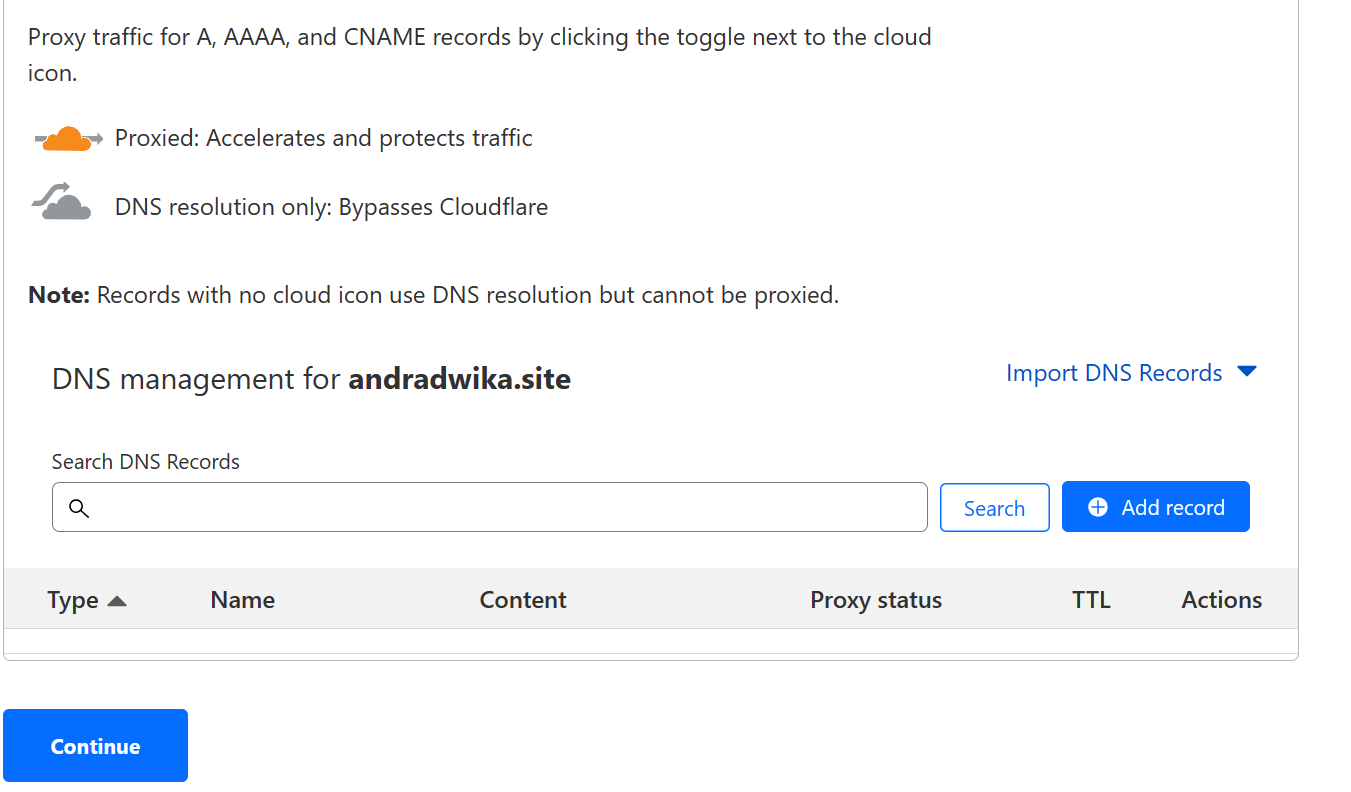 Proxy traffic for A, AAAA, and CNAME records by clicking the toggle next to the cloud
icon.
Proxied: Accelerates and protects traffic
DNS resolution only: Bypasses Cloudflare
Note: Records with no cloud icon use DNS resolution but cannot be proxied.
DNS management for andradwika.site
Import DNS Records
Search DNS Records
Search
Add record
Type Name Content Proxy status TTL Actions
Continue